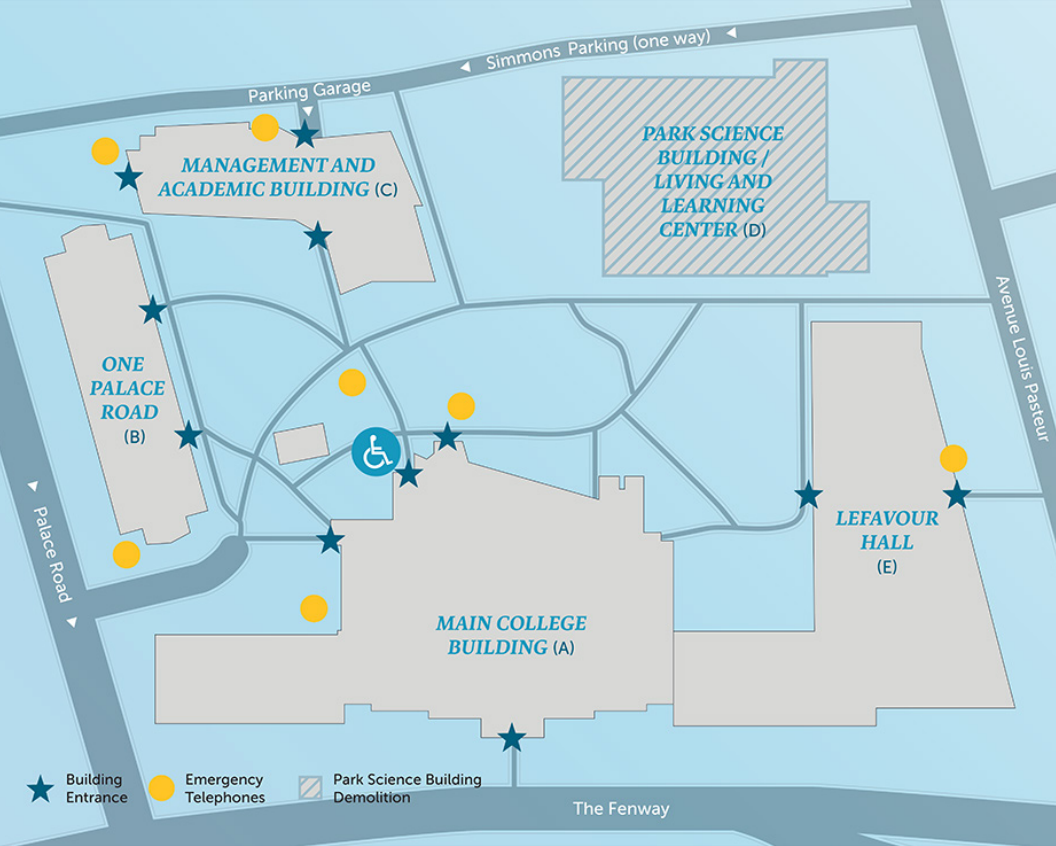 Simmons Parking (one way)
Parking Garage
MANAGEMENT AND
ACADEMIC BUILDING (C)
PARK SCIENCE
BUILDING /
LIVING AND
LEARNING
CENTER (D)
Avenue Louis Pasteur
ONE
PALACE
ROAD
(B)
LEFAVOUR
HALL
(E)
Palace Road
MAIN COLLEGE
BUILDING (A)
Building
Entrance
Emergency
Telephones
Park Science Building
Demolition
The Fenway